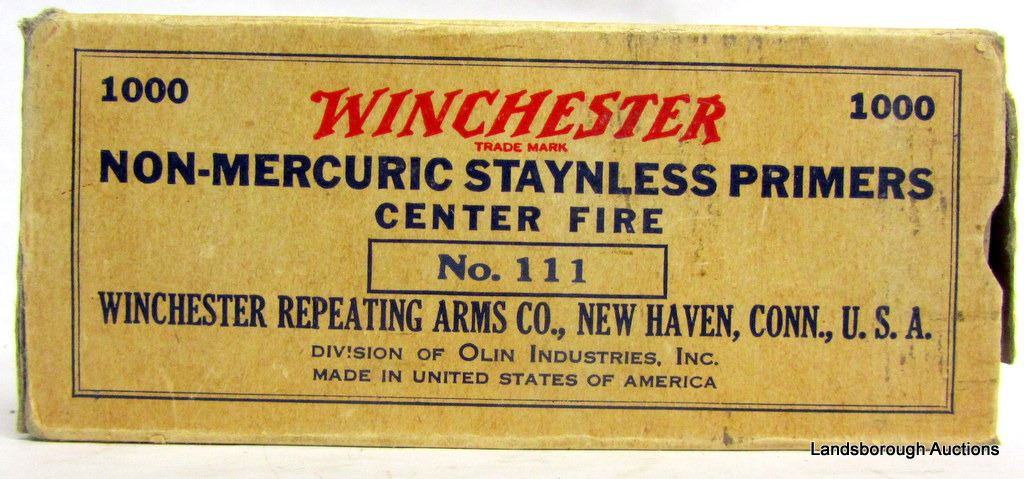 1000 WINCHESTER 1000
TRADE MARK
NON-MERCURIC STAYNLESS PRIMERS
CENTER FIRE
No. 111
WINCHESTER REPEATING ARMS CO., NEW HAVEN, CONN., U. S. A.
DIVISION OF OLIN INDUSTRIES, INC.
MADE IN UNITED STATES OF AMERICA
Landsborough Auctions